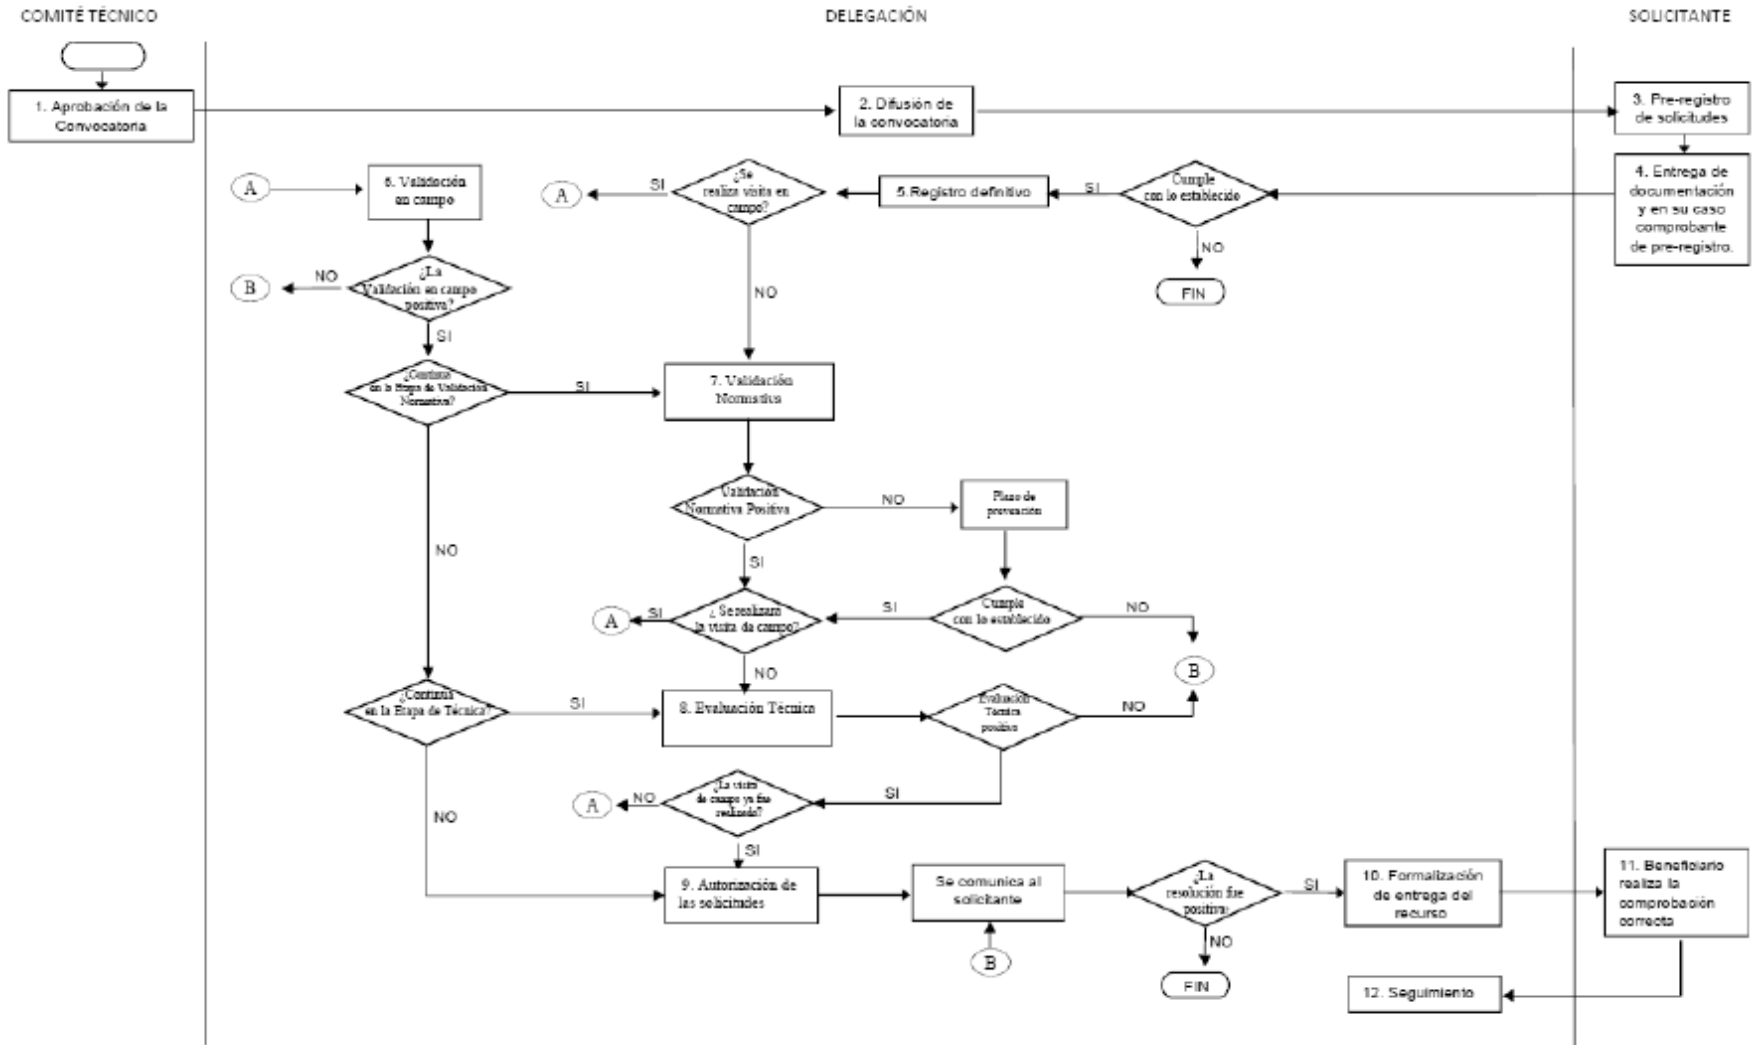 COMITÉ TÉCNICO
DELEGACIÓN
SOLICITANTE
1. Aprobación de la
Convocatoria
2. Difusión de
la convocatoria
3. Pre-registro
de solicitudes
4. Entrega de
documentación
y en su caso
comprobante
de pre-registro.
Cumple
con lo establecido
SI
NO
FIN
5.Registro definitivo
¿Se
realiza visita en
campo?
SI
A
NO
A
6. Validación
en campo
¿La
Validación en campo
positiva?
NO
B
SI
¿Continua
en la Etapa de Validación
Normativa?
SI
NO
7. Validación
Normativa
Validación
Normativa Positiva
NO
Plazo de
prevención
SI
Cumple
con lo establecido
SI
NO
B
¿ Se realizara
la visita de campo?
SI
A
NO
¿Continua
en la Etapa de Técnica?
SI
NO
8. Evaluación Técnica
Evaluación
Técnica
positiva
NO
SI
¿La visita
de campo ya fue
realizada?
NO
A
SI
9. Autorización de
las solicitudes
Se comunica al
solicitante
B
¿La
resolución fue
positiva?
SI
NO
FIN
10. Formalización
de entrega del
recurso
11. Beneficiario
realiza la
comprobación
correcta
12. Seguimiento